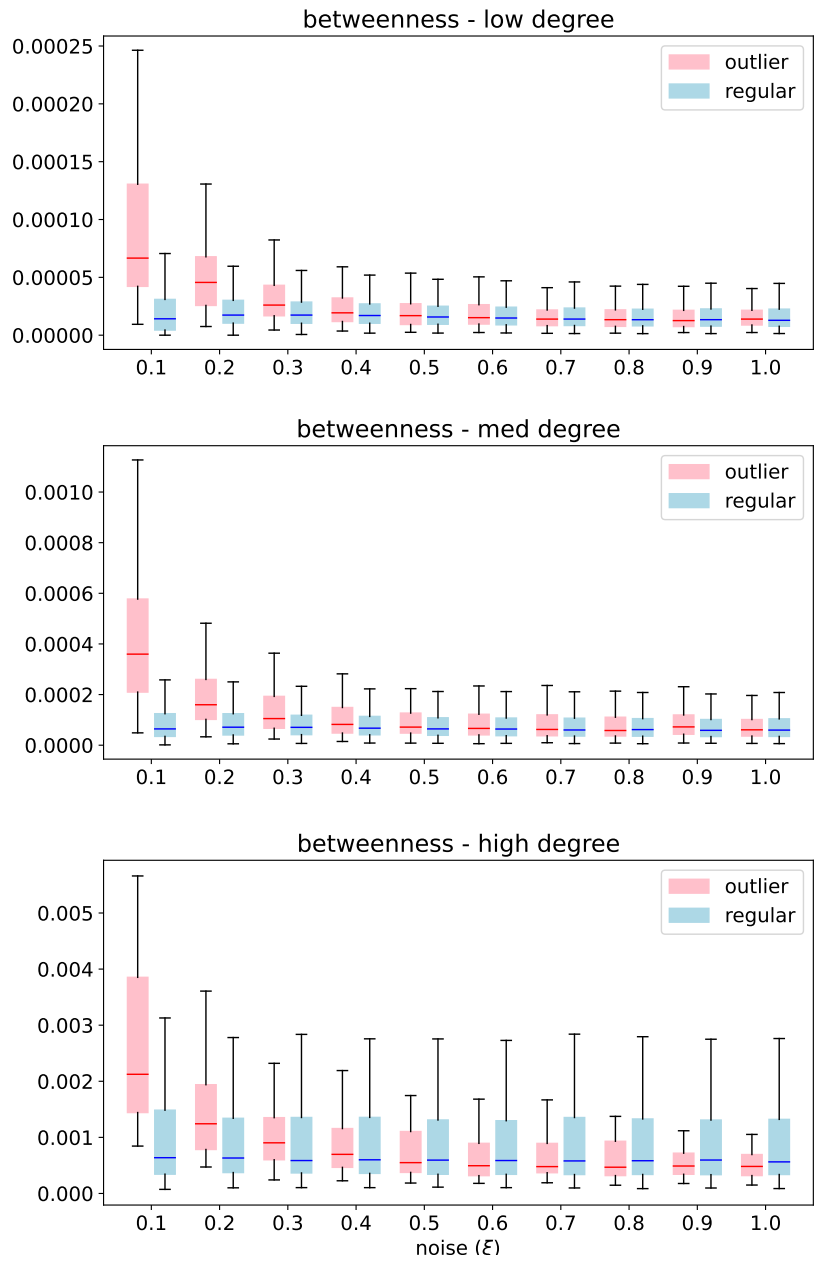 betweenness - low degree
0.00025
0.00020
0.00015
0.00010
0.00005
0.00000
outlier
regular
0.1 0.2 0.3 0.4 0.5 0.6 0.7 0.8 0.9 1.0
betweenness - med degree
0.0010
0.0008
0.0006
0.0004
0.0002
0.0000
outlier
regular
0.1 0.2 0.3 0.4 0.5 0.6 0.7 0.8 0.9 1.0
betweenness - high degree
0.005
0.004
0.003
0.002
0.001
0.000
outlier
regular
0.1 0.2 0.3 0.4 0.5 0.6 0.7 0.8 0.9 1.0
noise (ξ)